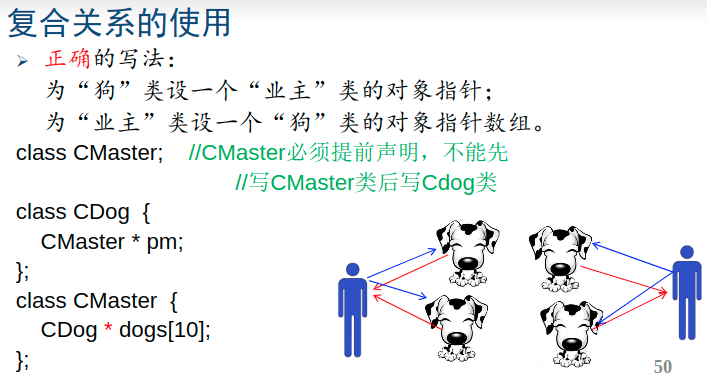 复合关系的使用
➢ 正确的写法：
为“狗”类设一个“业主”类的对象指针；
为“业主”类设一个“狗”类的对象指针数组。
class CMaster; //CMaster必须提前声明，不能先
//写CMaster类后写Cdog类
class CDog {
CMaster * pm;
};
class CMaster {
CDog * dogs[10];
};
50